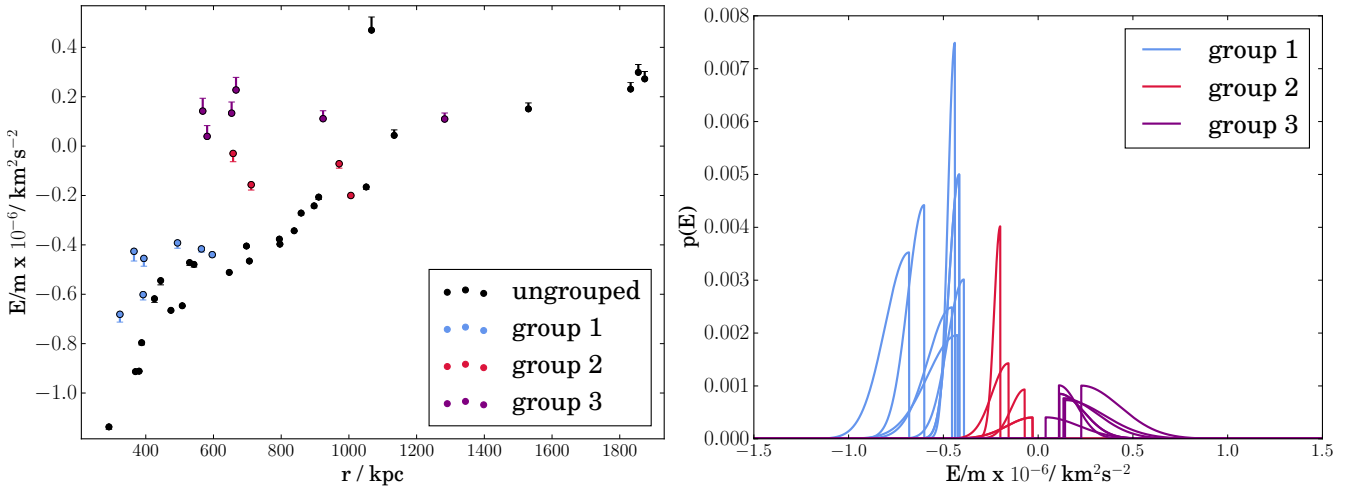 E/m x 10⁻⁶/ km²s⁻²
0.4
0.2
0.0
−0.2
−0.4
−0.6
−0.8
−1.0
400
600
800
1000
1200
1400
1600
1800
r / kpc
ungrouped
group 1
group 2
group 3
p(E)
0.008
0.007
0.006
0.005
0.004
0.003
0.002
0.001
0.000
−1.5
−1.0
−0.5
0.0
0.5
1.0
1.5
E/m x 10⁻⁶/ km²s⁻²
group 1
group 2
group 3